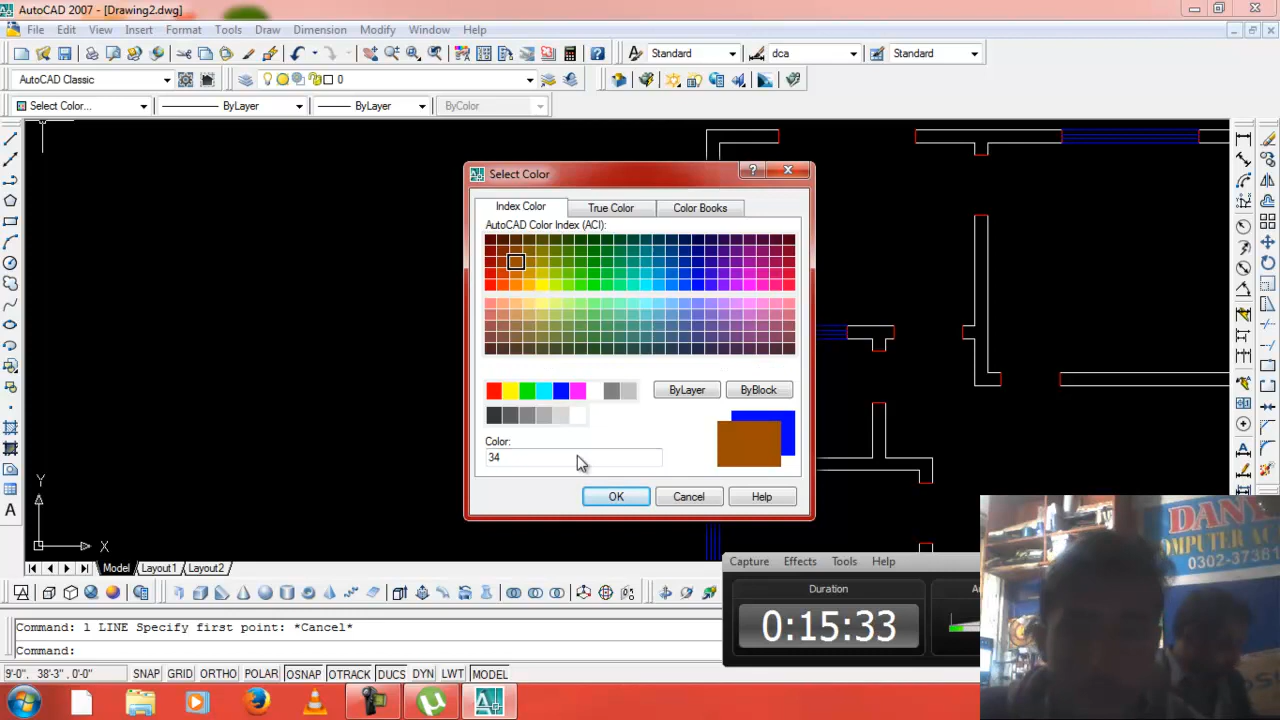 AutoCAD 2007 - [Drawing2.dwg]
File Edit View Insert Format Tools Draw Dimension Modify Window Help
Standard dca Standard
AutoCAD Classic 0
Select Color... ByLayer ByLayer ByColor
Select Color
Index Color True Color Color Books
AutoCAD Color Index (ACI):
ByLayer ByBlock
Color:
34
OK Cancel Help
Y
X
Model Layout1 Layout2
Command: l LINE Specify first point: *Cancel*
Command:
9'-0", 38'-3", 0'-0" SNAP GRID ORTHO POLAR OSNAP OTRACK DUCS DYN LWT MODEL
Capture Effects Tools Help
Duration
0:15:33
DANY
COMPUTER AC
0302-37381